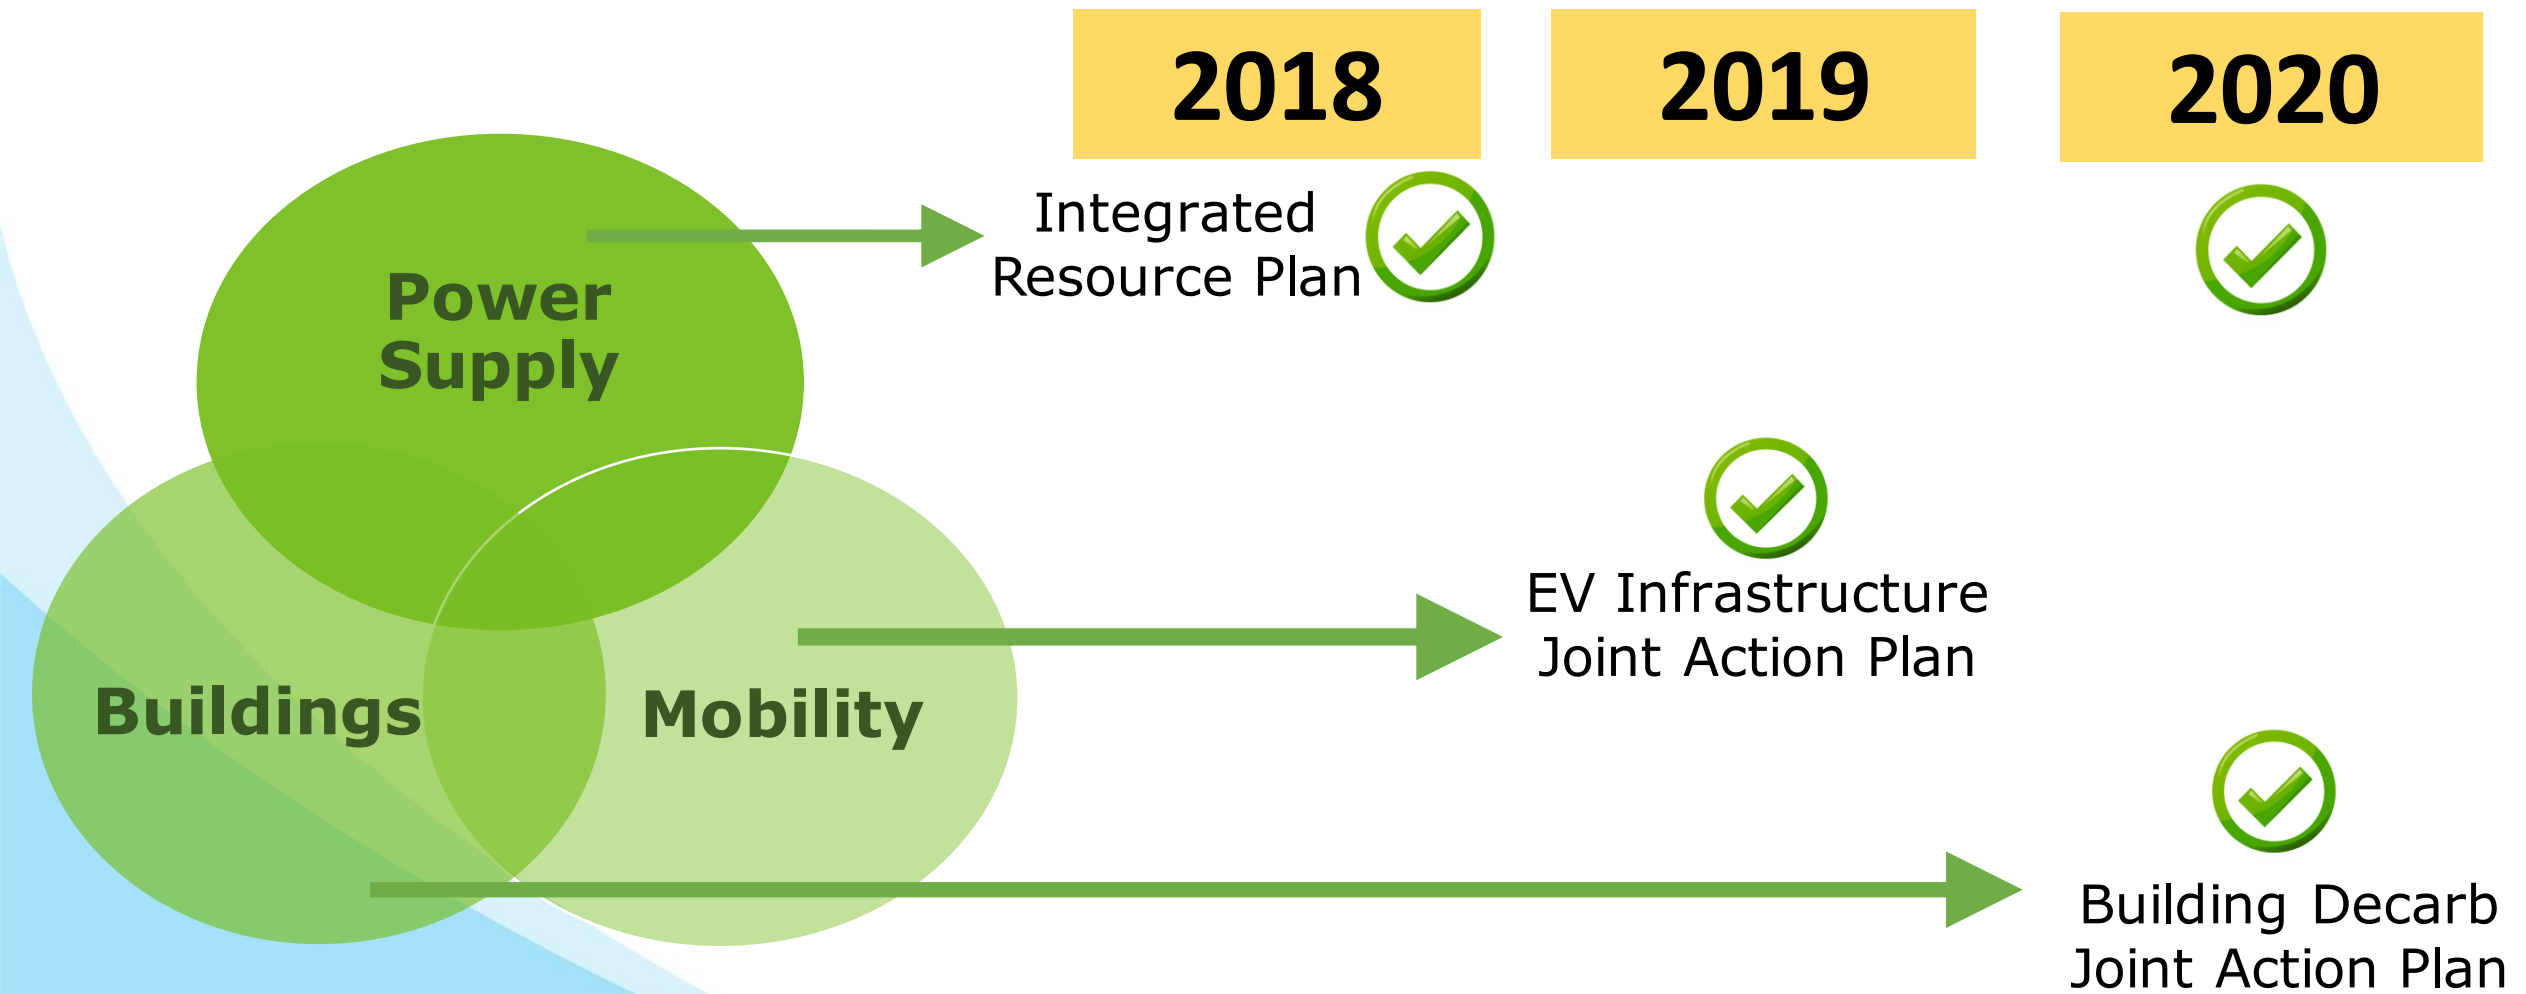 2018
2019
2020
Integrated
Resource Plan
Power
Supply
EV Infrastructure
Joint Action Plan
Buildings
Mobility
Building Decarb
Joint Action Plan